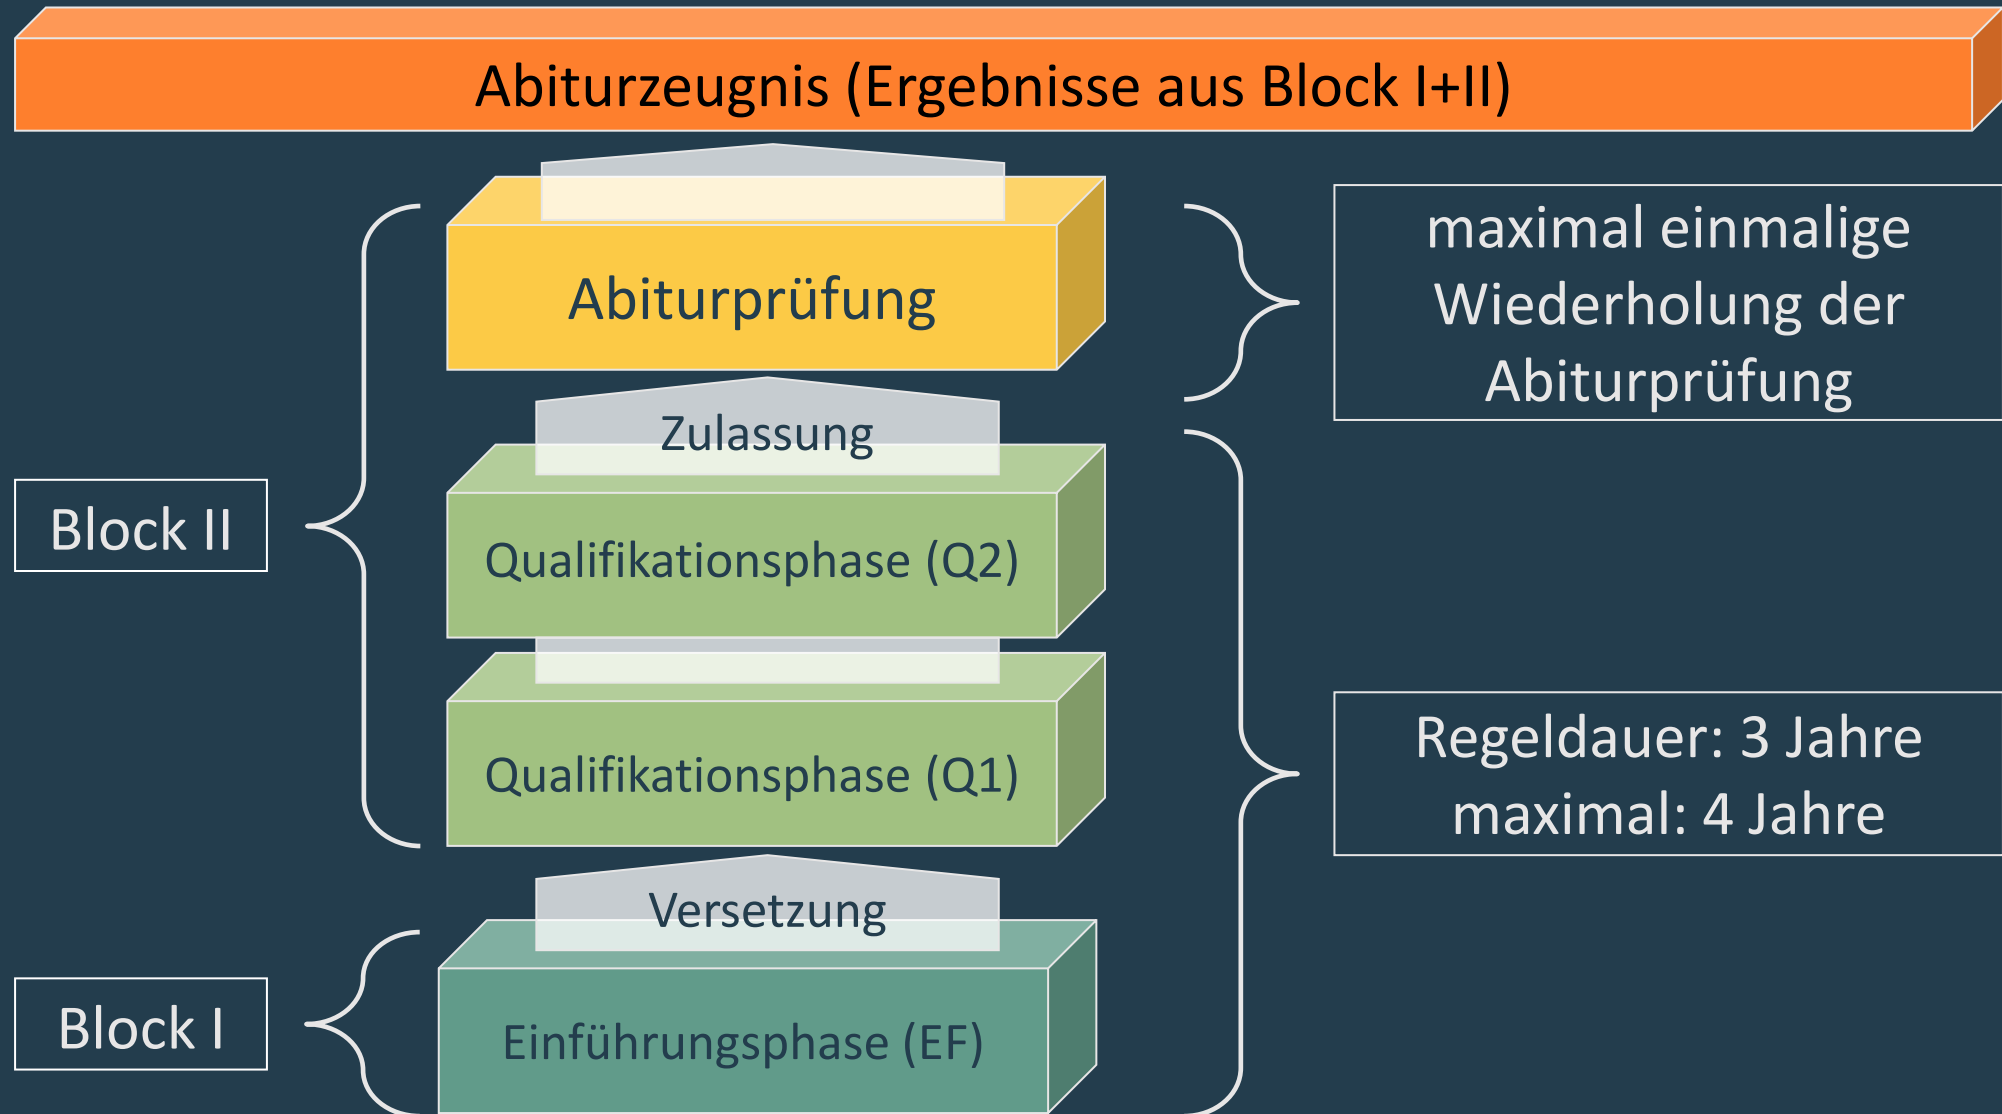 Abiturzeugnis (Ergebnisse aus Block I+II)
maximal einmalige
Wiederholung der
Abiturprüfung
Abiturprüfung
Zulassung
Block II
Qualifikationsphase (Q2)
Qualifikationsphase (Q1)
Regeldauer: 3 Jahre
maximal: 4 Jahre
Versetzung
Block I
Einführungsphase (EF)